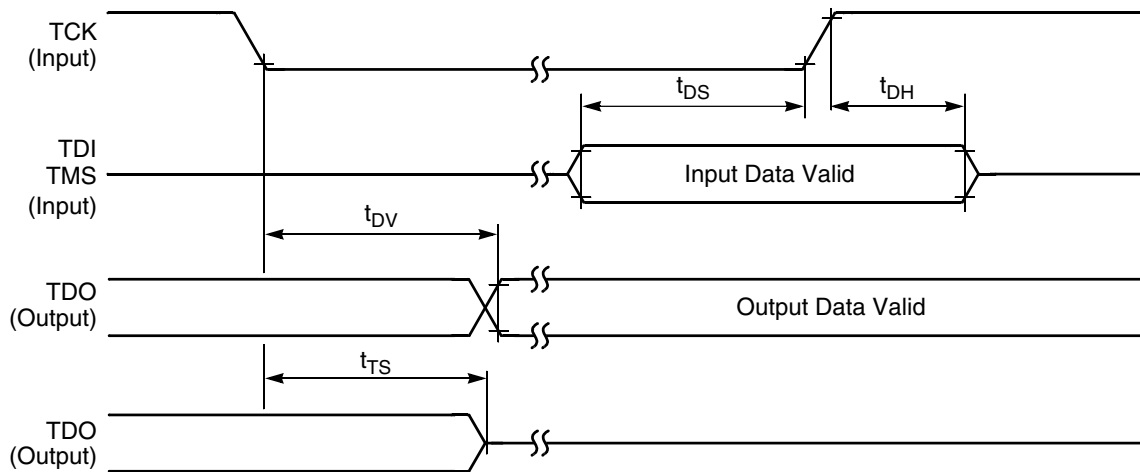 TCK
(Input)
tDS
tDH
TDI
TMS
(Input)
Input Data Valid
tDV
TDO
(Output)
Output Data Valid
tTS
TDO
(Output)